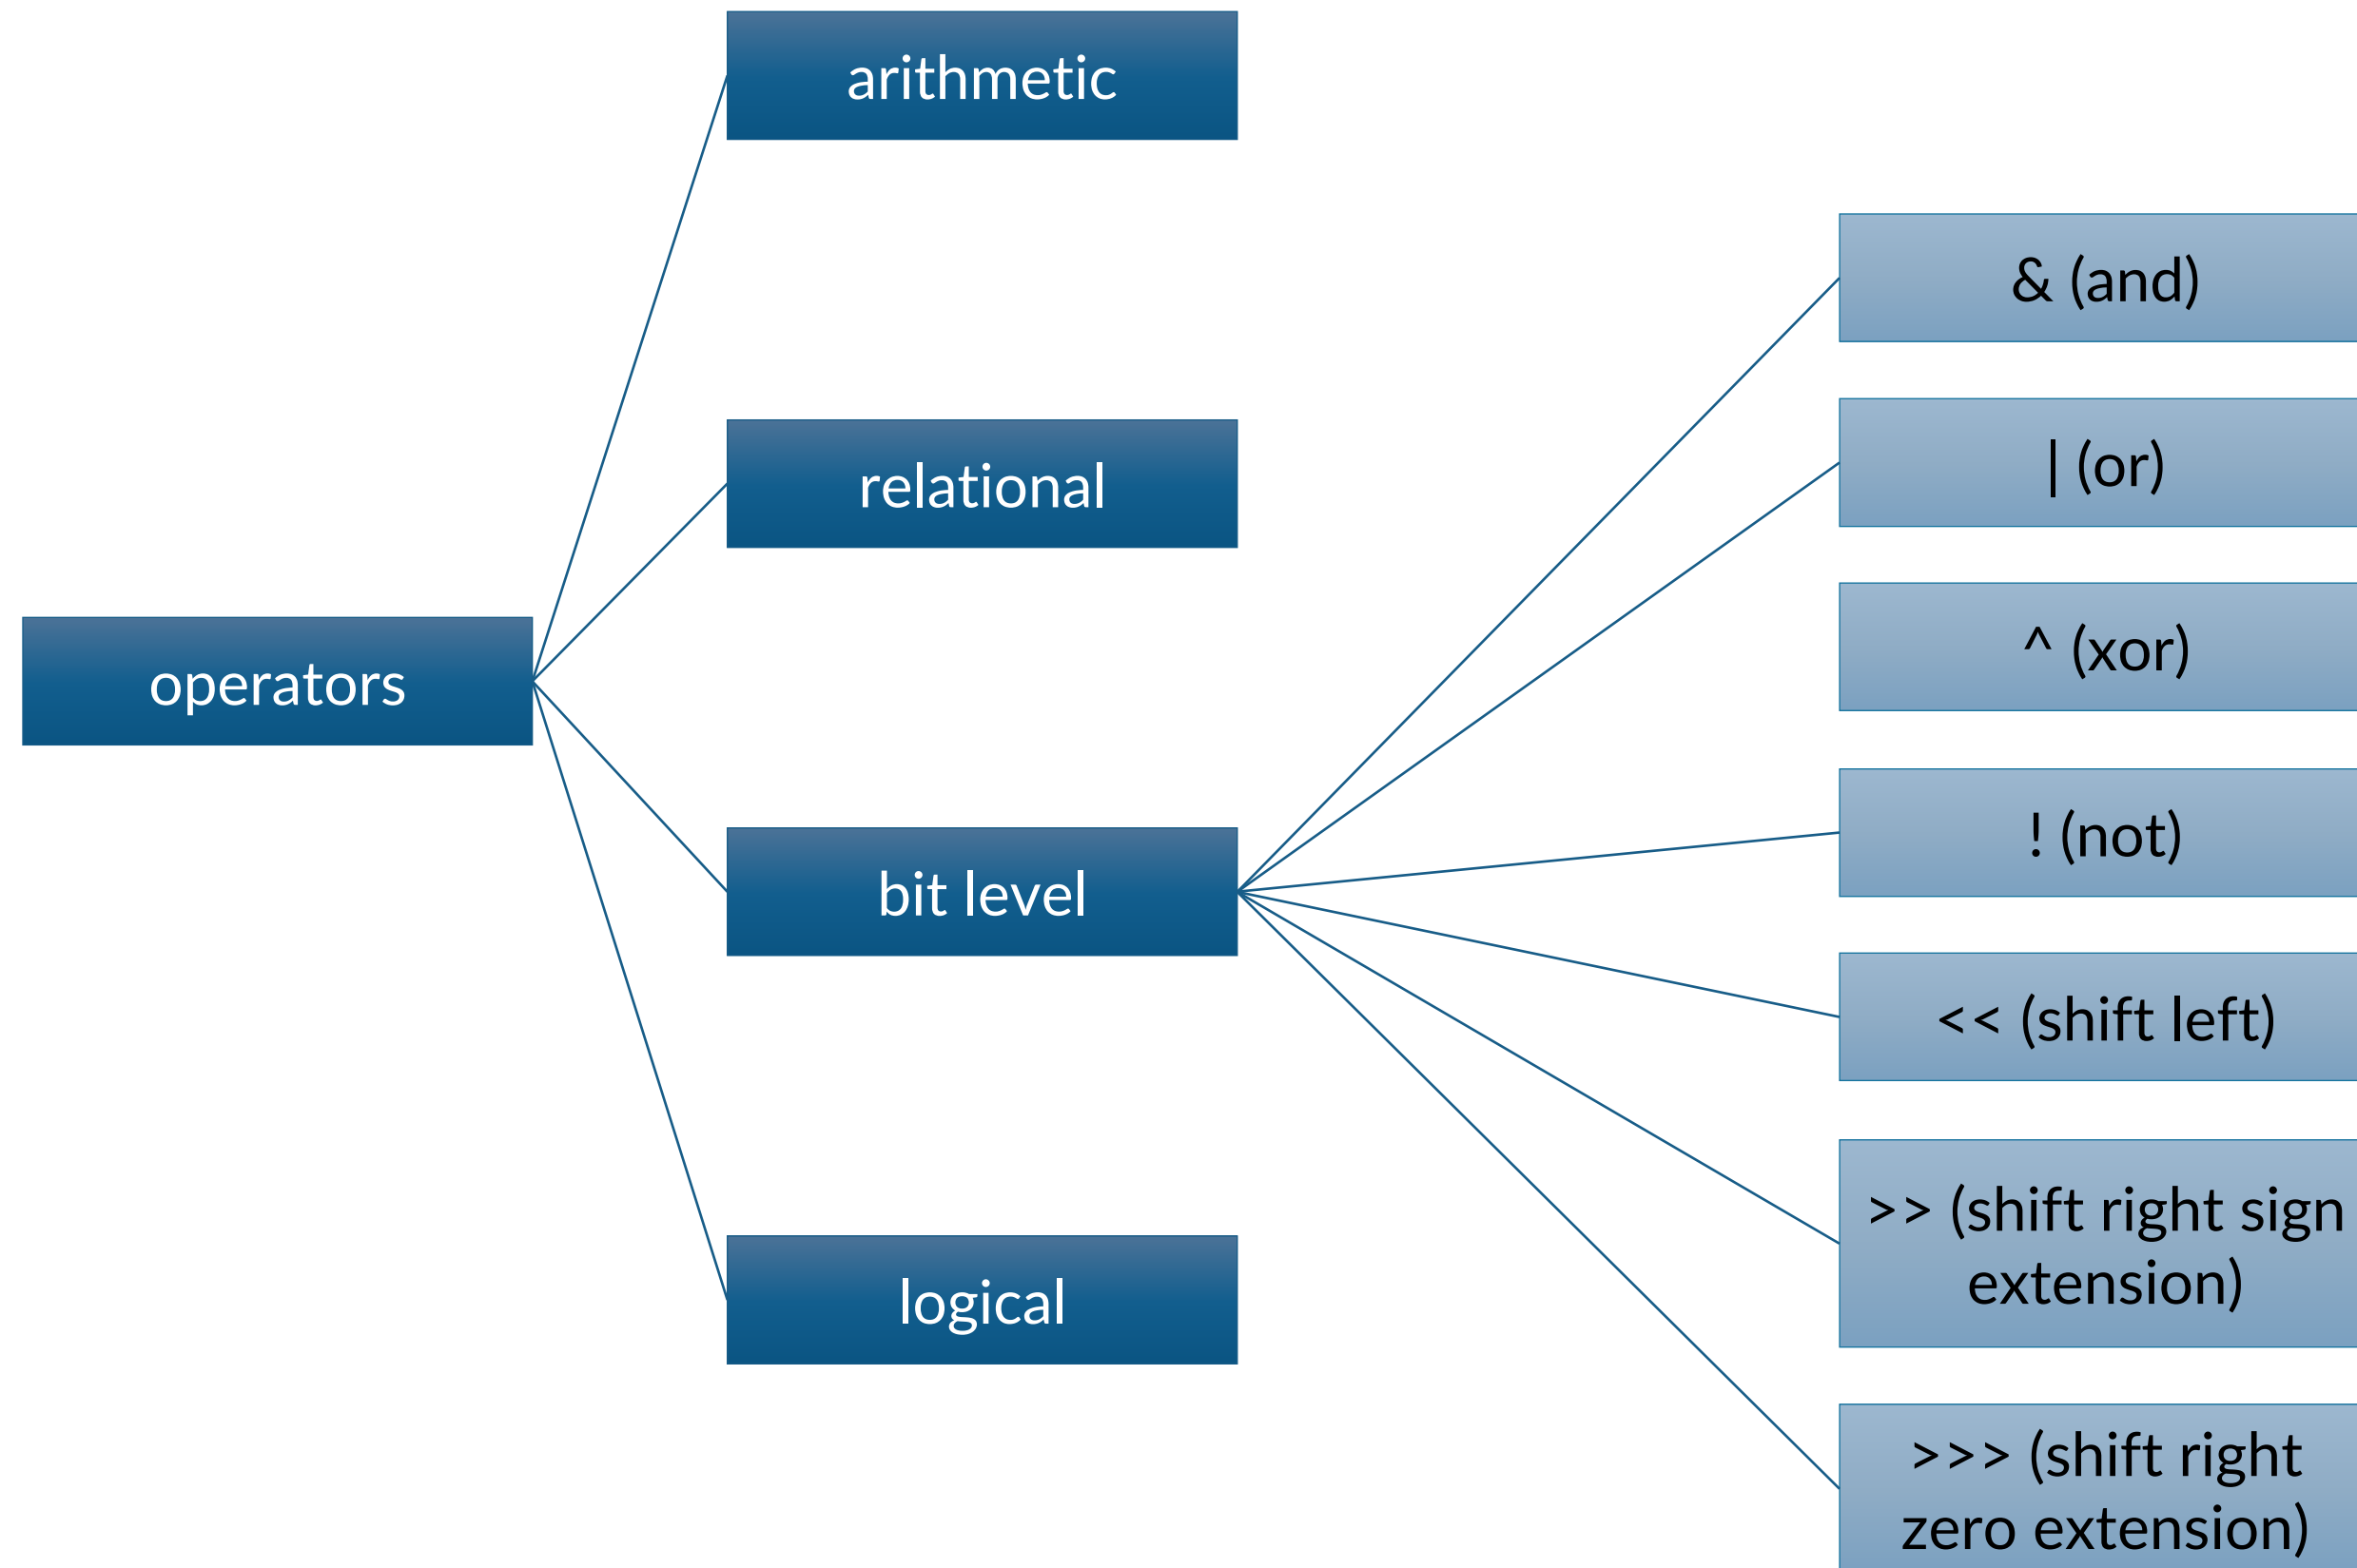 operators
arithmetic
relational
bit level
logical
& (and)
| (or)
^ (xor)
! (not)
<< (shift left)
>> (shift right sign
extension)
>>> (shift right
zero extension)